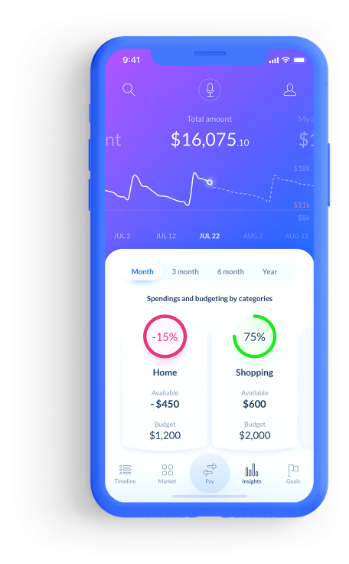 9:41
Total amount
nt
$16,075.10
$1
$18k
$11k
$8k
JUL 2 JUL 12 JUL 22 AUG 2 AUG 12
Month 3 month 6 month Year
Spendings and budgeting by categories
-15% 75%
Home Shopping
Available Available
- $450 $600
Budget Budget
$1,200 $2,000
Timeline Market Pay Insights Goals